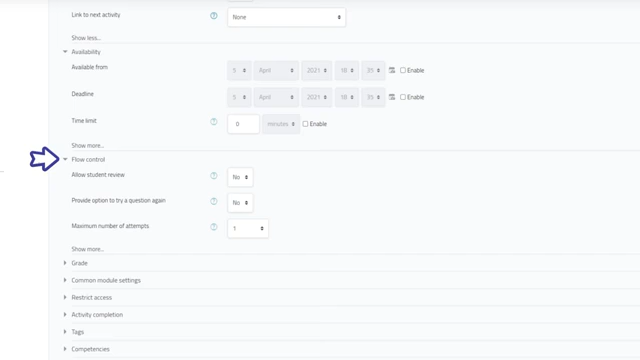 Link to next activity
None
Show less...
Availability
Available from
5 April 2021 18 35 Enable
Deadline
5 April 2021 18 35 Enable
Time limit
0 minutes Enable
Show more...
Flow control
Allow student review
No
Provide option to try a question again
No
Maximum number of attempts
1
Show more...
Grade
Common module settings
Restrict access
Activity completion
Tags
Competencies